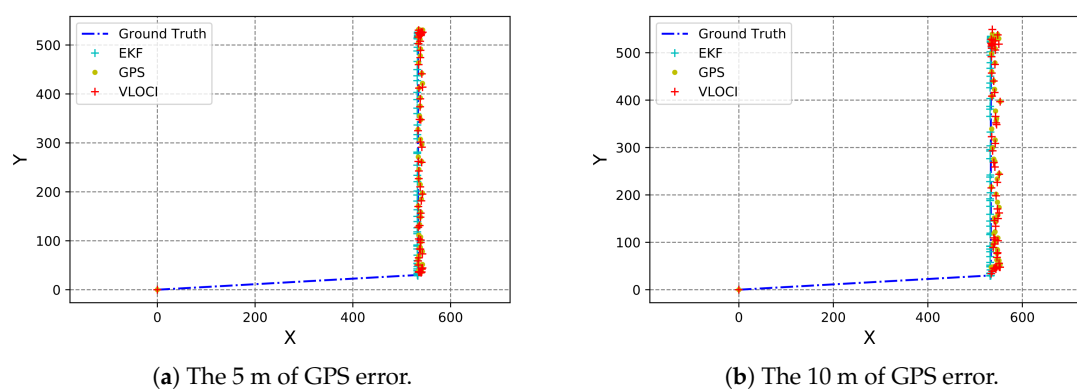 Ground Truth
EKF
GPS
VLOCI
500
400
300
200
100
0
0
200
400
600
Y
X
(a) The 5 m of GPS error.
Ground Truth
EKF
GPS
VLOCI
500
400
300
200
100
0
0
200
400
600
Y
X
(b) The 10 m of GPS error.